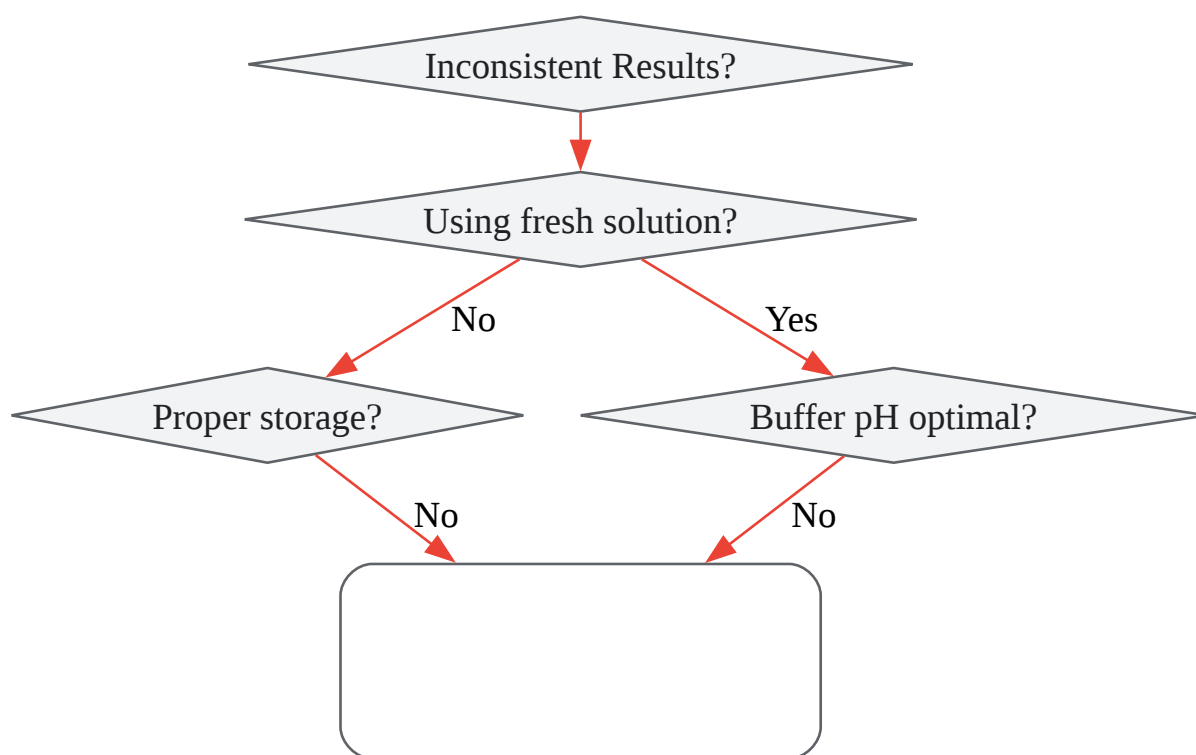 Inconsistent Results?
Using fresh solution?
No
Yes
Proper storage?
Buffer pH optimal?
No
No